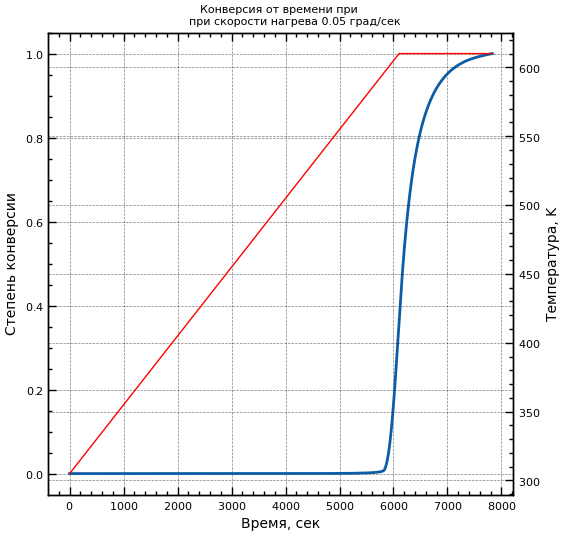 Конверсия от времени при
при скорости нагрева 0.05 град/сек
1.0
0.8
0.6
0.4
0.2
0.0
Степень конверсии
600
550
500
450
400
350
300
Температура, К
0 1000 2000 3000 4000 5000 6000 7000 8000
Время, сек